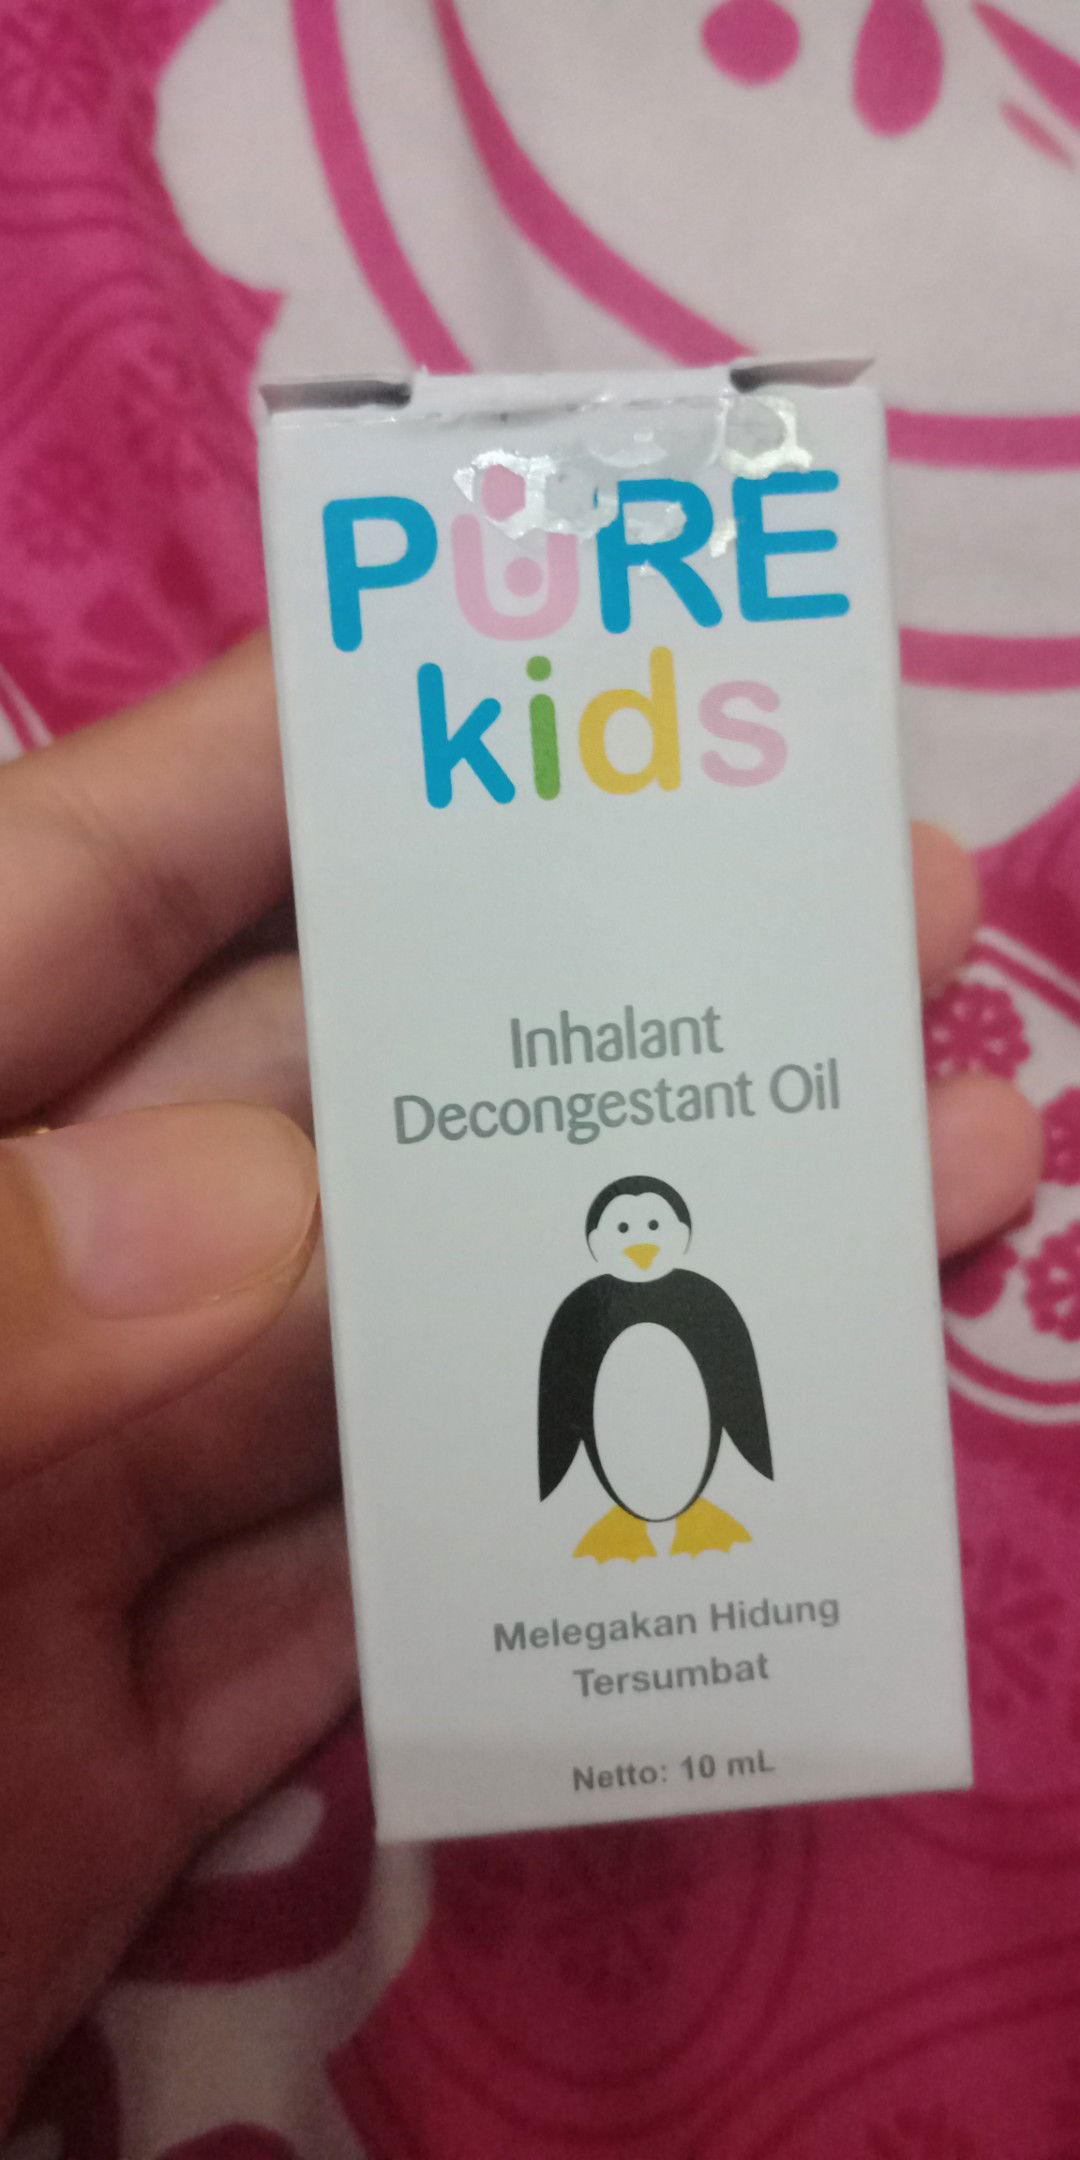 PURE
kids
Inhalant
Decongestant Oil
Melegakan Hidung
Tersumbat
Netto: 10 mL